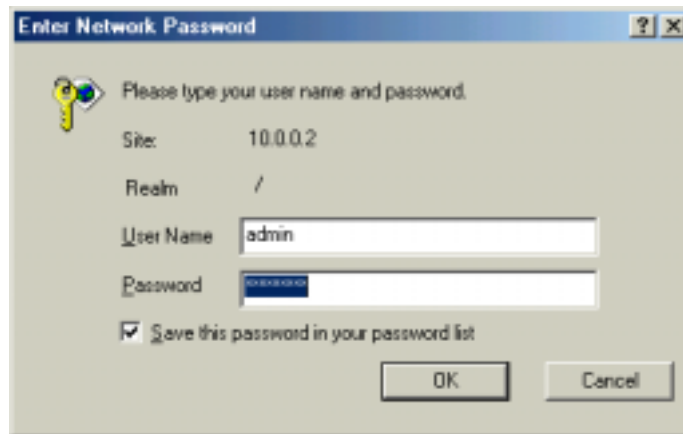 Enter Network Password
Please type your user name and password.
Site: 10.0.0.2
Realm /
User Name admin
Password xxxxxxx
Save this password in your password list
OK Cancel